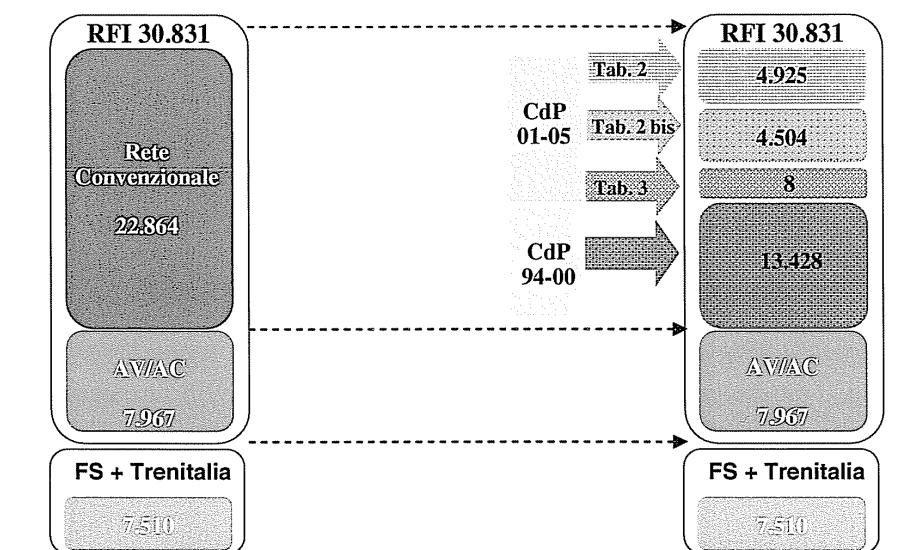 RFI 30.831
Rete
Convenzionale
22.864
AV/AC
7.967
FS + Trenitalia
7.510
CdP
01-05
Tab. 2
Tab. 2 bis
Tab. 3
CdP
94-00
RFI 30.831
4.925
4.504
8
13.428
AV/AC
7.967
FS + Trenitalia
7.510